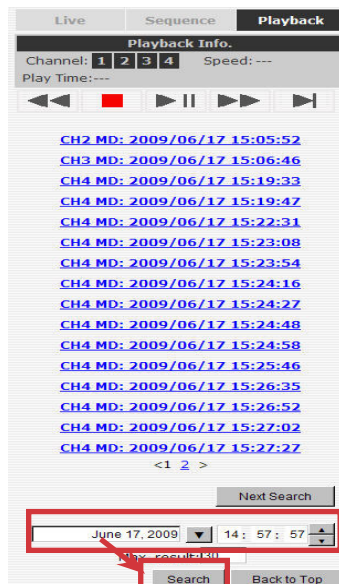 Live Sequence Playback
Playback Info.
Channel: 1 2 3 4 Speed: ---
Play Time:---
CH2 MD: 2009/06/17 15:05:52
CH3 MD: 2009/06/17 15:06:46
CH4 MD: 2009/06/17 15:19:33
CH4 MD: 2009/06/17 15:19:47
CH4 MD: 2009/06/17 15:22:31
CH4 MD: 2009/06/17 15:23:08
CH4 MD: 2009/06/17 15:23:54
CH4 MD: 2009/06/17 15:24:16
CH4 MD: 2009/06/17 15:24:27
CH4 MD: 2009/06/17 15:24:48
CH4 MD: 2009/06/17 15:24:58
CH4 MD: 2009/06/17 15:25:46
CH4 MD: 2009/06/17 15:26:35
CH4 MD: 2009/06/17 15:26:52
CH4 MD: 2009/06/17 15:27:02
CH4 MD: 2009/06/17 15:27:27
<1 2 >
Next Search
June 17, 2009 14 : 57 : 57
result: 30
Search Back to Top